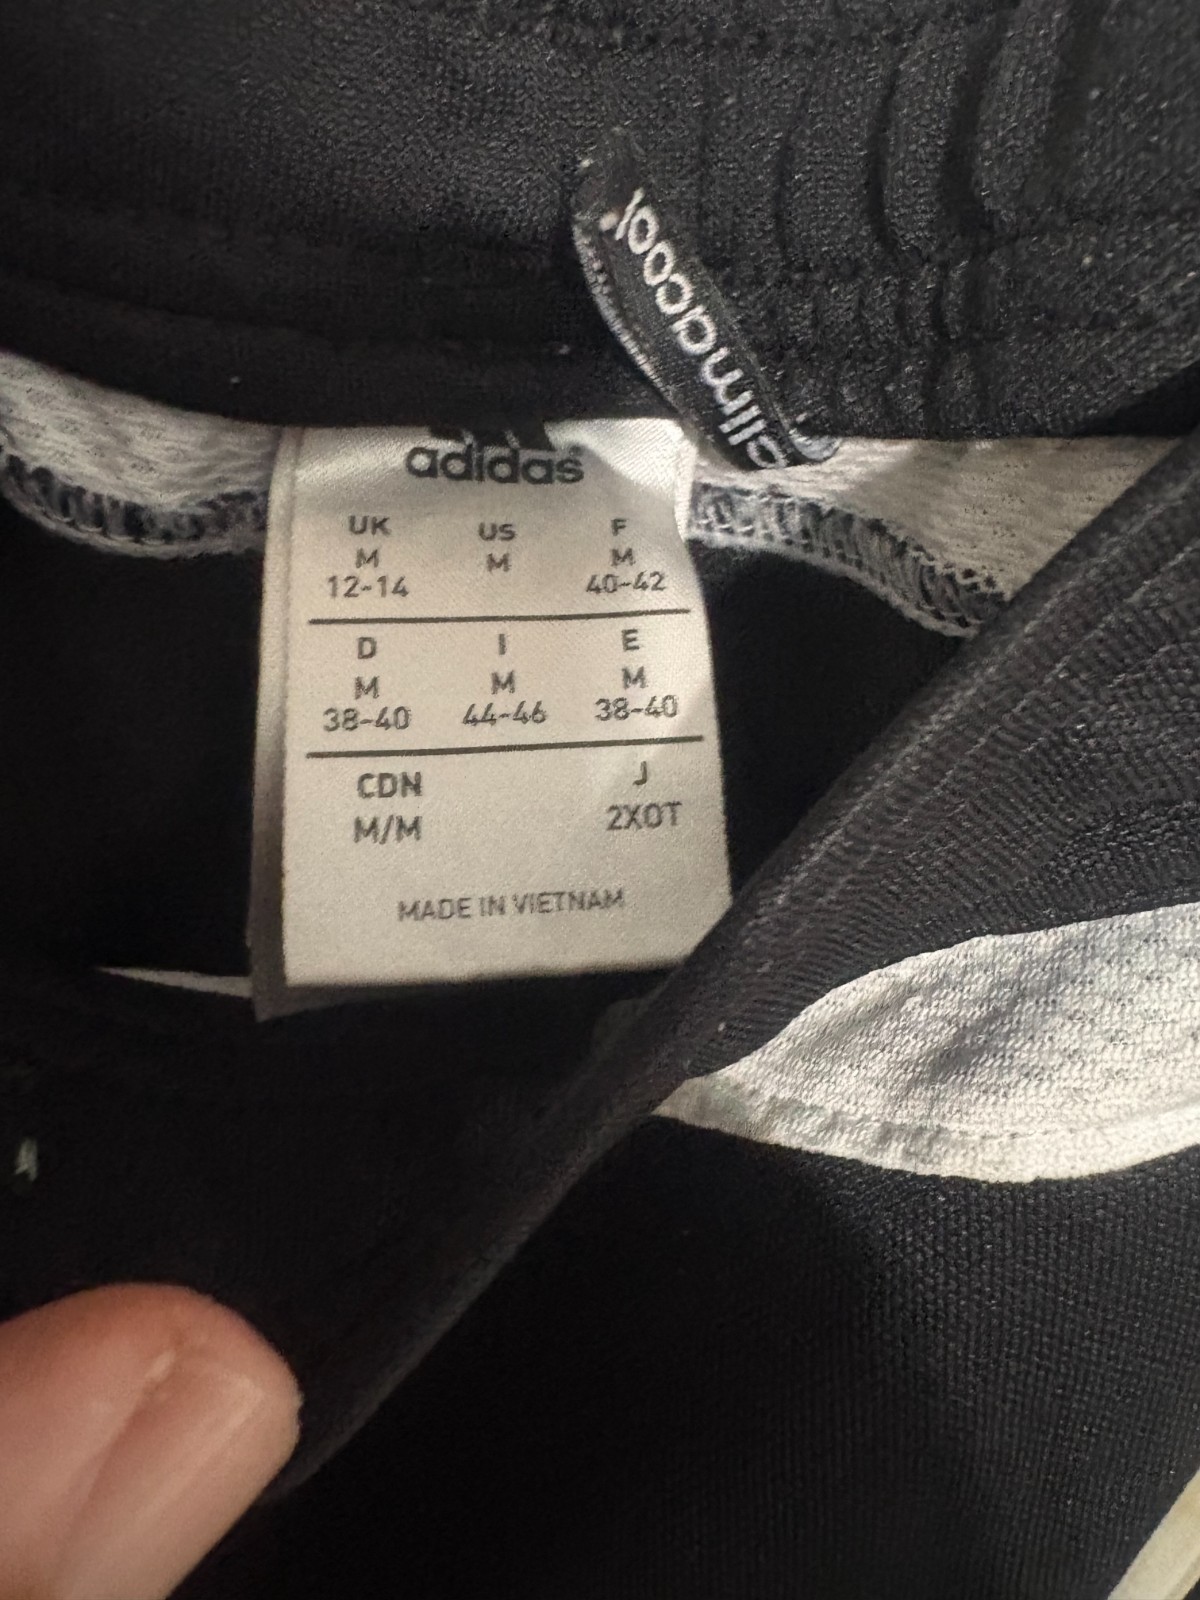 climacool®
adidas®
UK US F
M M M
12-14 40-42
D I E
M M M
38-40 44-46 38-40
CDN J
M/M 2XOT
MADE IN VIETNAM